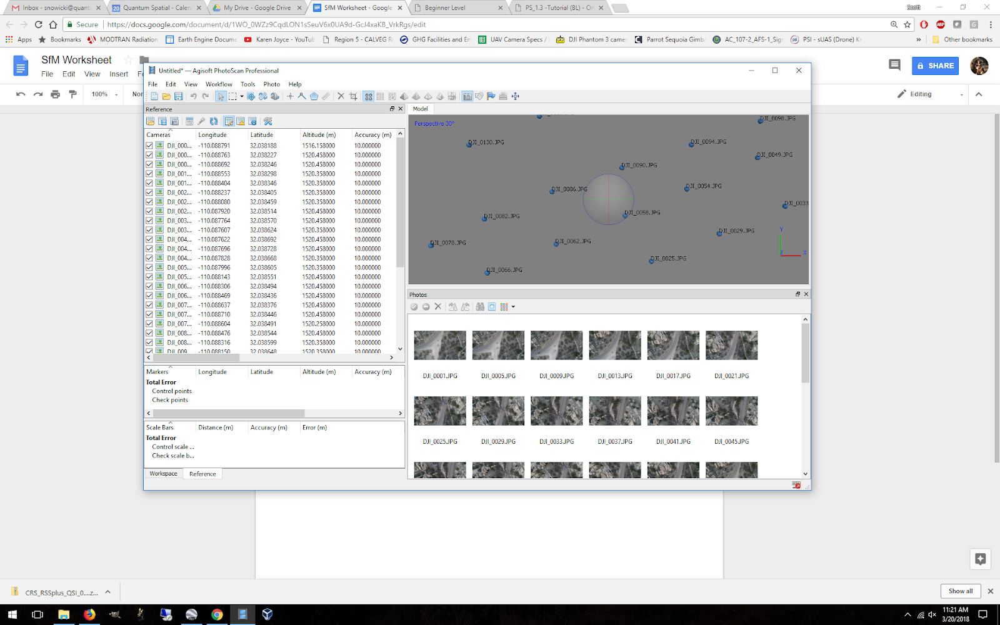 Inbox - snowicki@quant
20 Quantum Spatial - Calen
My Drive - Google Drive
SfM Worksheet - Google
Beginner Level
PS_1.3 -Tutorial (BL) - Or
Scott
Secure https://docs.google.com/document/d/1WO_0WZz9CqdLON1sSeuV6x0UA9d-GcJ4xaKB_VrkRgs/edit
ABP
G
Apps Bookmarks MODTRAN Radiation Earth Engine Docume Karen Joyce - YouTub Region 5 - CALVEG R GHG Facilities and Em UAV Camera Specs / DJI Phantom 3 camer Parrot Sequoia Gimba AC_107-2_AFS-1_Sig PSI - sUAS (Drone) Kr » Other bookmarks
SfM Worksheet
File Edit View Insert Fo
SHARE
100% Nor
Editing
Untitled* — Agisoft PhotoScan Professional
File Edit View Workflow Tools Photo Help
Reference
Cameras Longitude Latitude Altitude (m) Accuracy (m)
DJI_000... -110.088791 32.038188 1516.158000 10.000000
DJI_000... -110.088763 32.038227 1520.458000 10.000000
DJI_000... -110.088692 32.038246 1520.458000 10.000000
DJI_001... -110.088553 32.038298 1520.358000 10.000000
DJI_001... -110.088404 32.038346 1520.358000 10.000000
DJI_002... -110.088237 32.038405 1520.358000 10.000000
DJI_002... -110.088080 32.038459 1520.358000 10.000000
DJI_002... -110.087920 32.038514 1520.458000 10.000000
DJI_003... -110.087764 32.038570 1520.358000 10.000000
DJI_003... -110.087607 32.038624 1520.358000 10.000000
DJI_004... -110.087622 32.038692 1520.458000 10.000000
DJI_004... -110.087696 32.038728 1520.458000 10.000000
DJI_004... -110.087828 32.038668 1520.358000 10.000000
DJI_005... -110.087996 32.038605 1520.358000 10.000000
DJI_005... -110.088143 32.038551 1520.458000 10.000000
DJI_006... -110.088306 32.038494 1520.458000 10.000000
DJI_006... -110.088469 32.038436 1520.458000 10.000000
DJI_007... -110.088637 32.038376 1520.458000 10.000000
DJI_007... -110.088710 32.038446 1520.458000 10.000000
DJI_007... -110.088604 32.038491 1520.258000 10.000000
DJI_008... -110.088476 32.038544 1520.458000 10.000000
DJI_008... -110.088316 32.038599 1520.358000 10.000000
DJI_009... -110.088150 32.038648 1520.358000 10.000000
Markers Longitude Latitude Altitude (m) Accuracy (m)
Total Error
Control points
Check points
Scale Bars Distance (m) Accuracy (m) Error (m)
Total Error
Control scale ...
Check scale b...
Workspace Reference
Model
Perspective 30°
DJI_0098.JPG
DJI_0130.JPG
DJI_0094.JPG
DJI_0049.JPG
DJI_0090.JPG
DJI_0086.JPG
DJI_0054.JPG
DJI_0033
DJI_0058.JPG
DJI_0082.JPG
DJI_0029.JPG
Y
DJI_0078.JPG
DJI_0062.JPG
Z X
DJI_0025.JPG
DJI_0066.JPG
Photos
DJI_0001.JPG DJI_0005.JPG DJI_0009.JPG DJI_0013.JPG DJI_0017.JPG DJI_0021.JPG
DJI_0025.JPG DJI_0029.JPG DJI_0033.JPG DJI_0037.JPG DJI_0041.JPG DJI_0045.JPG
CRS_RSSplus_QSI_0....z...
Show all
11:21 AM
3/20/2018